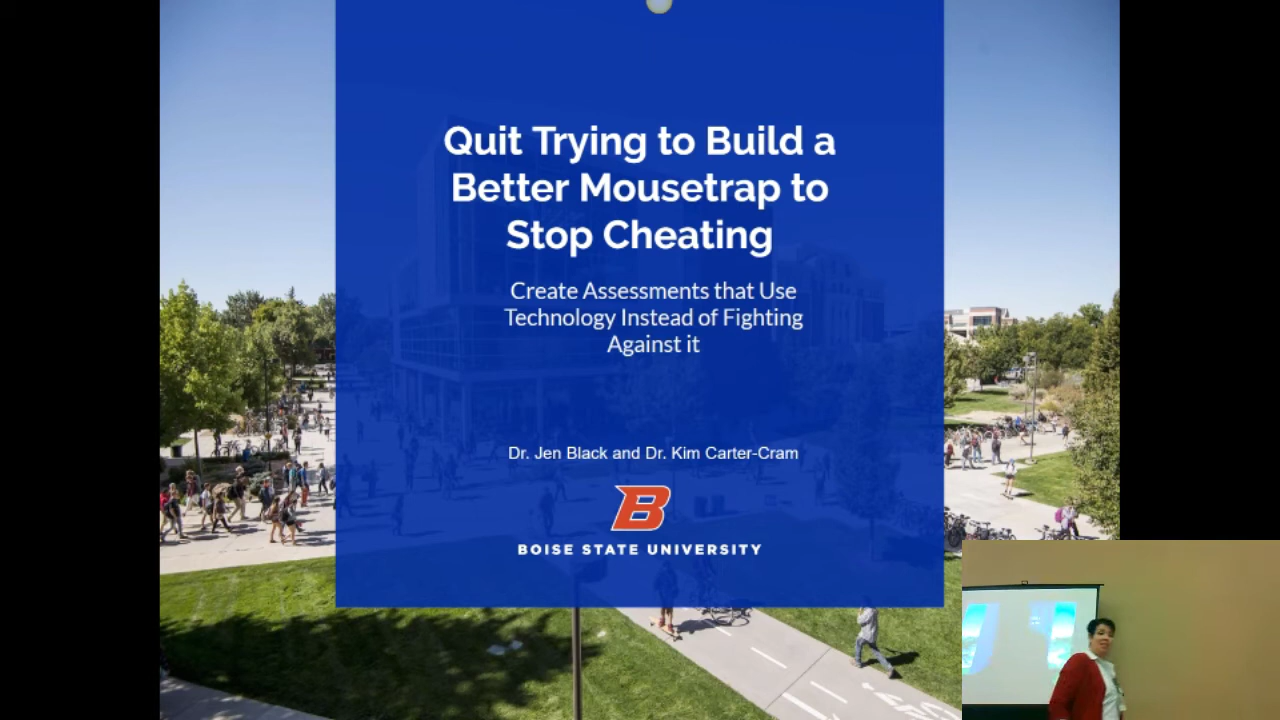 Quit Trying to Build a
Better Mousetrap to
Stop Cheating
Create Assessments that Use
Technology Instead of Fighting
Against it
Dr. Jen Black and Dr. Kim Carter-Cram
B
BOISE STATE UNIVERSITY